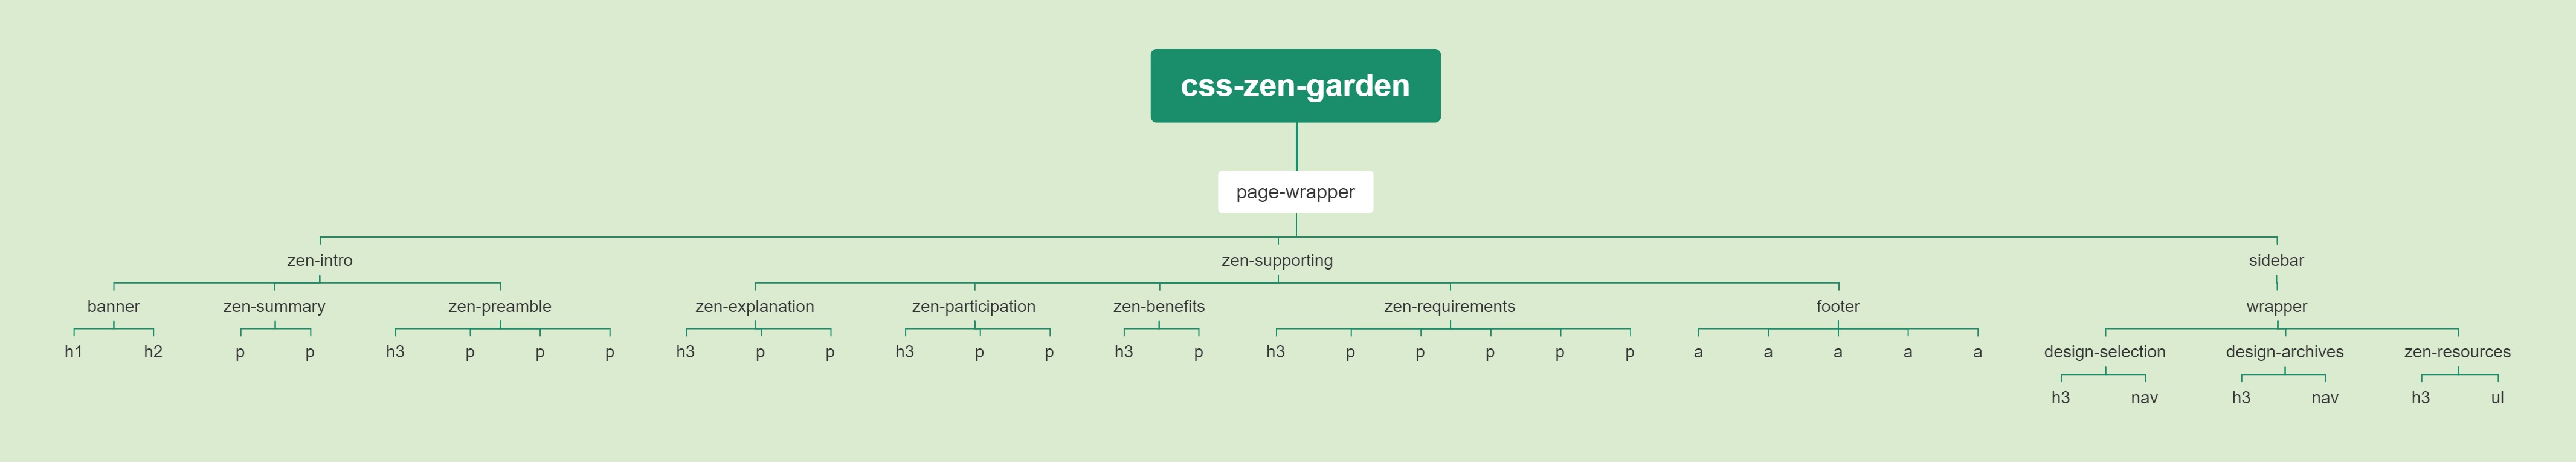 css-zen-garden
page-wrapper
zen-intro zen-supporting sidebar
banner zen-summary zen-preamble zen-explanation zen-participation zen-benefits zen-requirements footer wrapper
h1 h2 p p h3 p p p h3 p p h3 p p h3 p h3 p p p p p a a a a a design-selection design-archives zen-resources
h3 nav h3 nav h3 ul